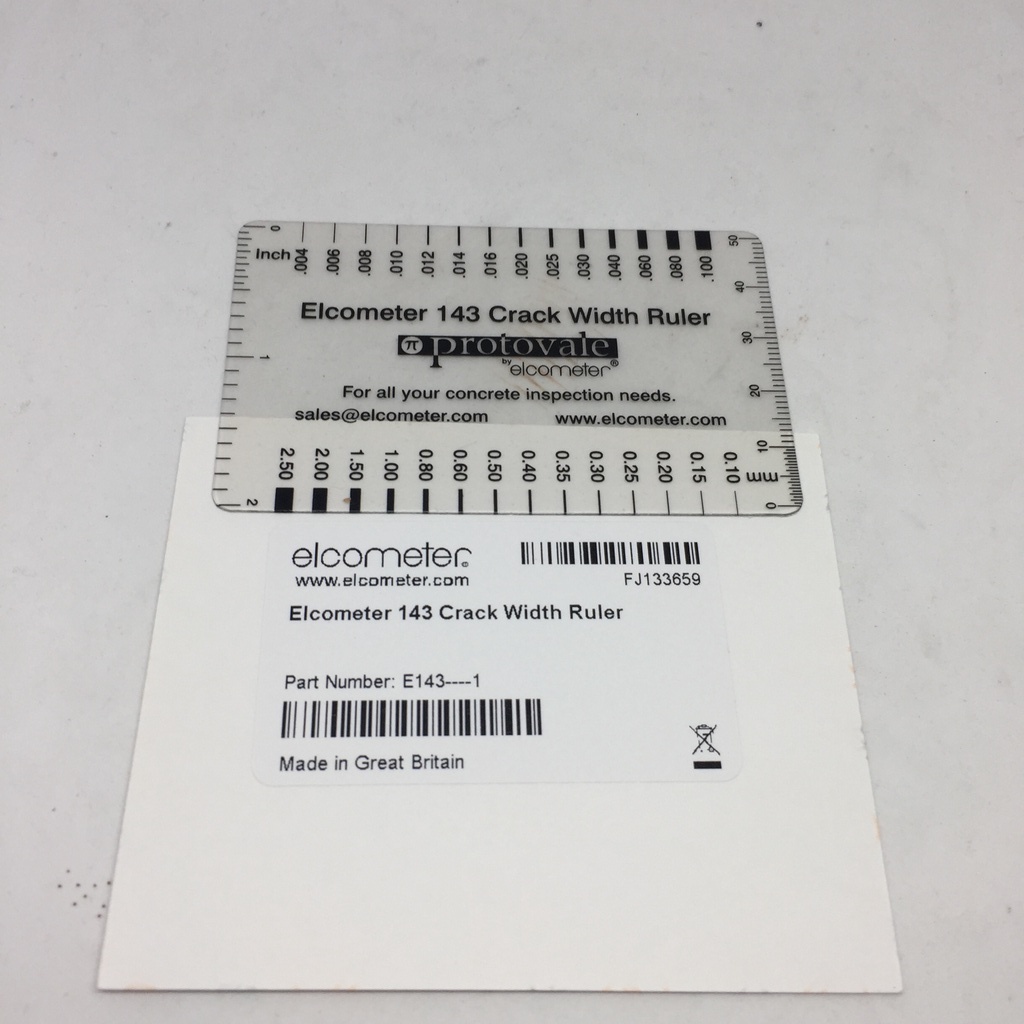 0
Inch .004 .006 .008 .010 .012 .014 .016 .020 .025 .030 .040 .060 .080 .100
50
40
30
20
10
0
1
2
Elcometer 143 Crack Width Ruler
π protovale
by elcometer®
For all your concrete inspection needs.
sales@elcometer.com www.elcometer.com
2.50 2.00 1.50 1.00 0.80 0.60 0.50 0.40 0.35 0.30 0.25 0.20 0.15 0.10 mm
elcometer®
www.elcometer.com
FJ133659
Elcometer 143 Crack Width Ruler
Part Number: E143----1
Made in Great Britain